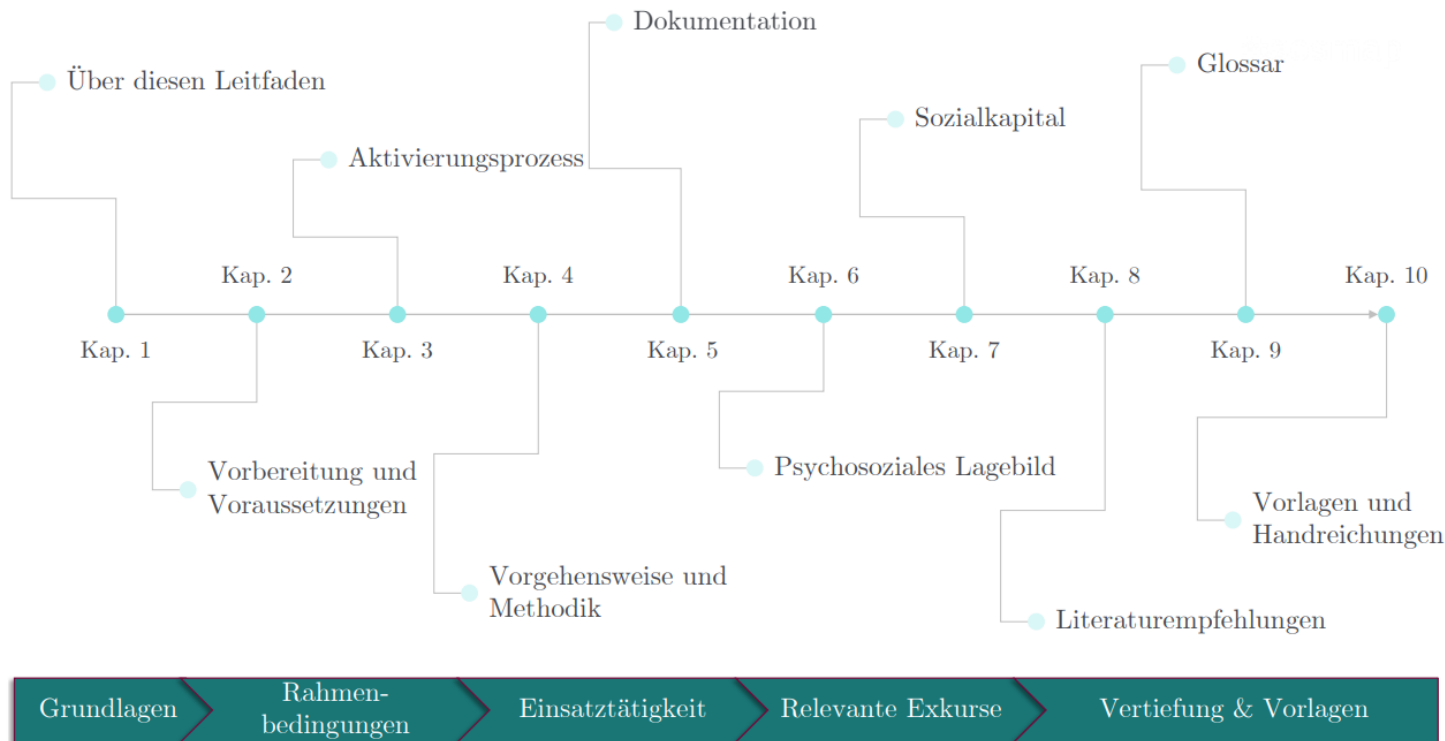 Dokumentation
Über diesen Leitfaden
Glossar
Sozialkapital
Aktivierungsprozess
Kap. 2
Kap. 4
Kap. 6
Kap. 8
Kap. 10
Kap. 1
Kap. 3
Kap. 5
Kap. 7
Kap. 9
Vorbereitung und
Voraussetzungen
Psychosoziales Lagebild
Vorlagen und
Handreichungen
Vorgehensweise und
Methodik
Literaturempfehlungen
Grundlagen
Rahmen-
bedingungen
Einsatztätigkeit
Relevante Exkurse
Vertiefung & Vorlagen